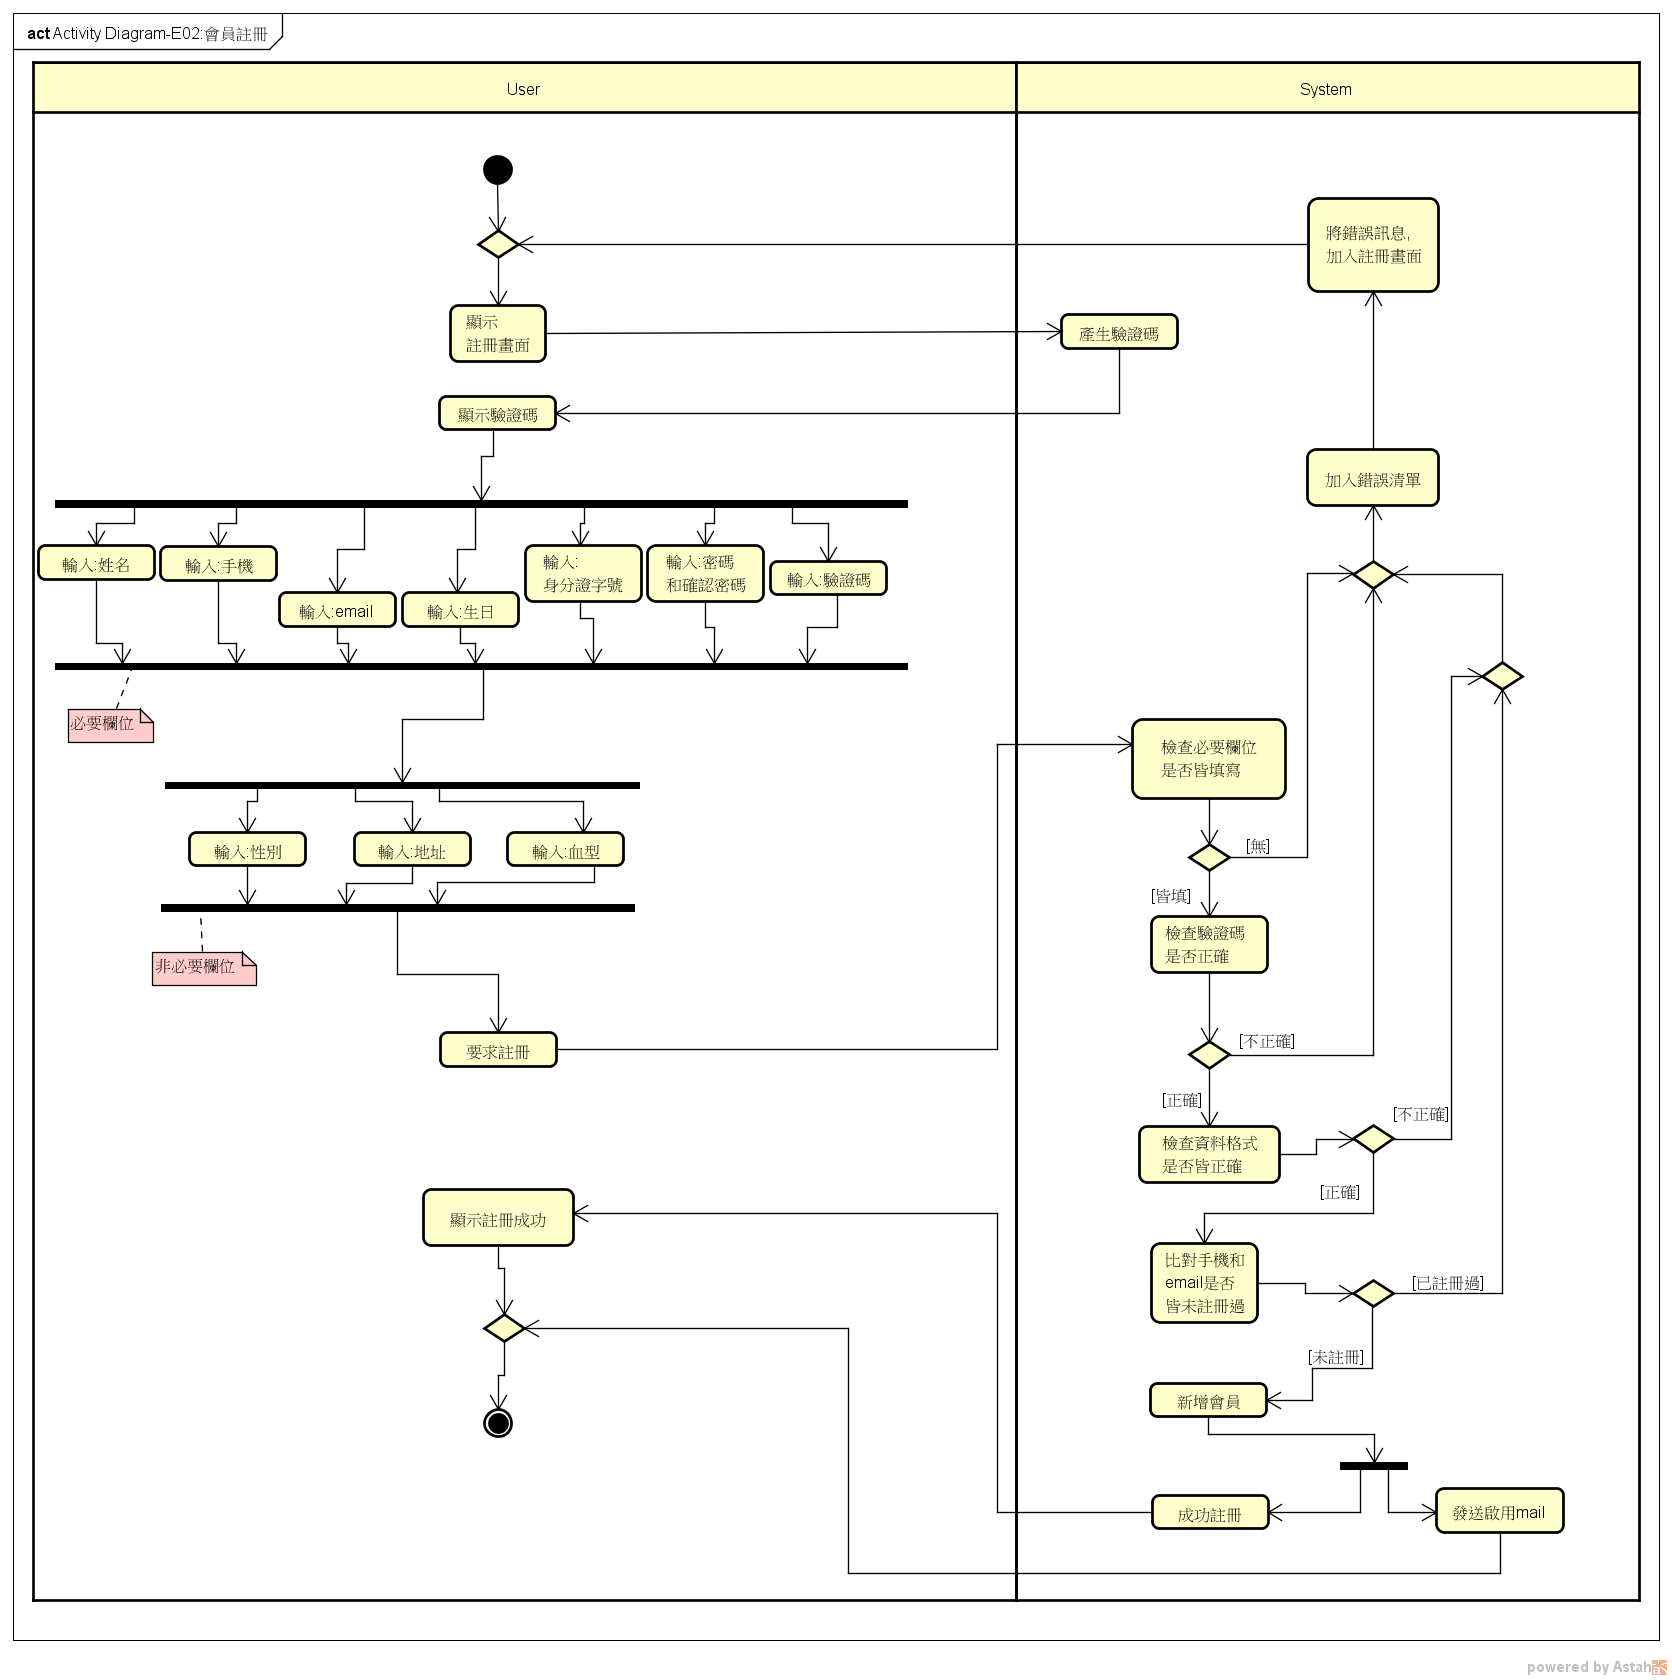 act Activity Diagram-E02:會員註冊
User
System
顯示
註冊畫面
產生驗證碼
顯示驗證碼
將錯誤訊息,
加入註冊畫面
加入錯誤清單
輸入:姓名
輸入:手機
輸入:email
輸入:生日
輸入:
身分證字號
輸入:密碼
和確認密碼
輸入:驗證碼
必要欄位
輸入:性別
輸入:地址
輸入:血型
非必要欄位
要求註冊
檢查必要欄位
是否皆填寫
[無]
[皆填]
檢查驗證碼
是否正確
[不正確]
[正確]
檢查資料格式
是否皆正確
[不正確]
[正確]
比對手機和
email是否
皆未註冊過
[已註冊過]
[未註冊]
新增會員
成功註冊
發送啟用mail
顯示註冊成功
powered by Astah